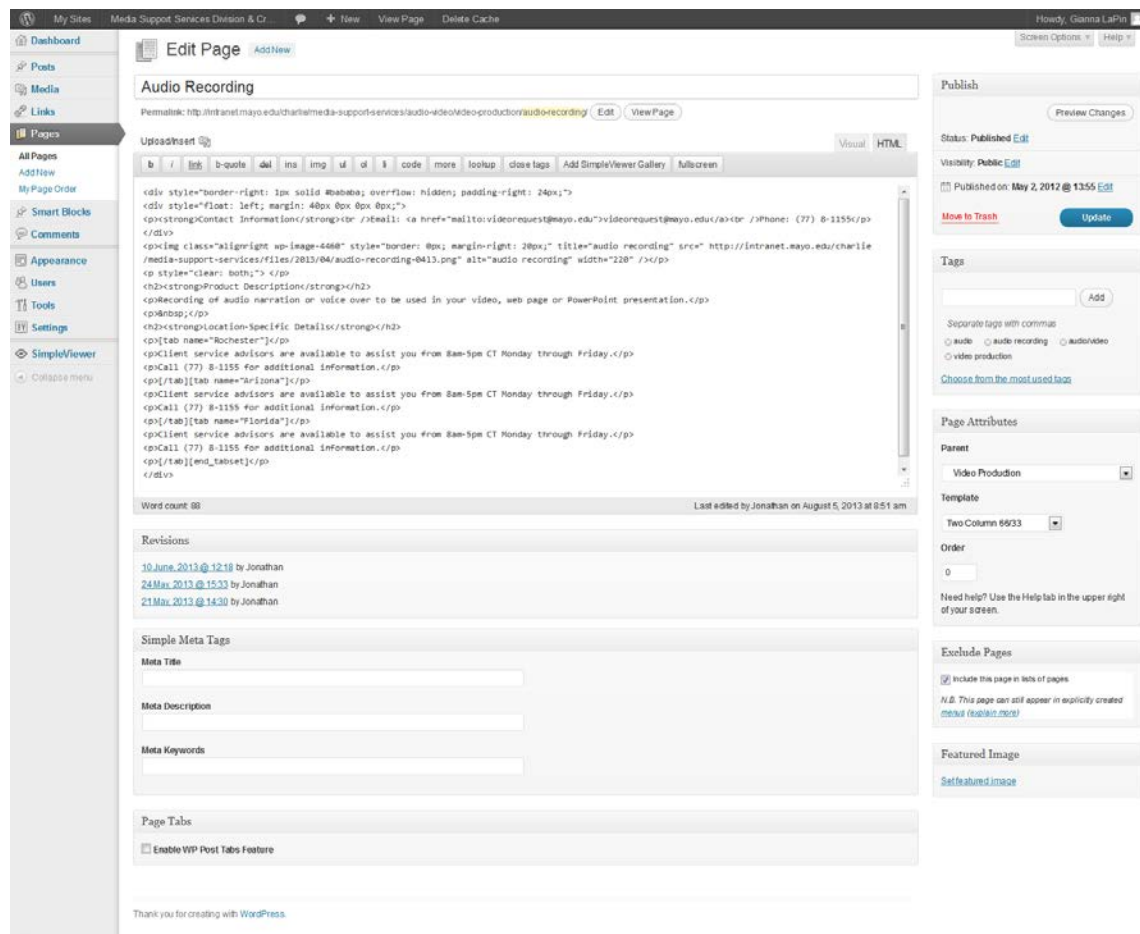 My Sites Media Support Services Division & Cr... + New View Page Delete Cache Howdy, Gianna LaPin
Screen Options Help
Dashboard
Posts
Media
Links
Pages
All Pages
Add New
My Page Order
Smart Blocks
Comments
Appearance
Users
Tools
Settings
SimpleViewer
Collapse menu
Edit Page Add New
Audio Recording
Permalink: http://intranet.mayo.edu/charlie/media-support-services/audio-video/video-production/audio-recording/ Edit View Page
Upload/Insert Visual HTML
b i link b-quote del ins img ul ol li code more lookup close tags Add SimpleViewer Gallery fullscreen
<div style="border-right: 1px solid #bababa; overflow: hidden; padding-right: 24px;">
<div style="float: left; margin: 40px 0px 0px 0px;">
<p><strong>Contact Information</strong><br />Email: <a href="mailto:videorequest@mayo.edu">videorequest@mayo.edu</a><br />Phone: (77) 8-1155</p>
</div>
<p><img class="alignright wp-image-4460" style="border: 0px; margin-right: 20px;" title="audio recording" src=" http://intranet.mayo.edu/charlie
/media-support-services/files/2013/04/audio-recording-0413.png" alt="audio recording" width="220" /></p>
<p style="clear: both;"> </p>
<h2><strong>Product Description</strong></h2>
<p>Recording of audio narration or voice over to be used in your video, web page or PowerPoint presentation.</p>
<p>&nbsp;</p>
<h2><strong>Location-Specific Details</strong></h2>
<p>[tab name="Rochester"]</p>
<p>Client service advisors are available to assist you from 8am-5pm CT Monday through Friday.</p>
<p>Call (77) 8-1155 for additional information.</p>
<p>[/tab][tab name="Arizona"]</p>
<p>Client service advisors are available to assist you from 8am-5pm CT Monday through Friday.</p>
<p>Call (77) 8-1155 for additional information.</p>
<p>[/tab][tab name="Florida"]</p>
<p>Client service advisors are available to assist you from 8am-5pm CT Monday through Friday.</p>
<p>Call (77) 8-1155 for additional information.</p>
<p>[/tab][end_tabset]</p>
</div>
Word count: 88 Last edited by Jonathan on August 5, 2013 at 8:51 am
Revisions
10 June, 2013 @ 12:18 by Jonathan
24 May, 2013 @ 15:33 by Jonathan
21 May, 2013 @ 14:30 by Jonathan
Simple Meta Tags
Meta Title
Meta Description
Meta Keywords
Page Tabs
Enable WP Post Tabs Feature
Thank you for creating with WordPress.
Publish
Preview Changes
Status: Published Edit
Visibility: Public Edit
Published on: May 2, 2012 @ 13:55 Edit
Move to Trash Update
Tags
Add
Separate tags with commas
audio audio recording audio/video
video production
Choose from the most used tags
Page Attributes
Parent
Video Production
Template
Two Column 66/33
Order
0
Need help? Use the Help tab in the upper right
of your screen.
Exclude Pages
Include this page in lists of pages
N.B. This page can still appear in explicitly created
menus (explain more)
Featured Image
Set featured image